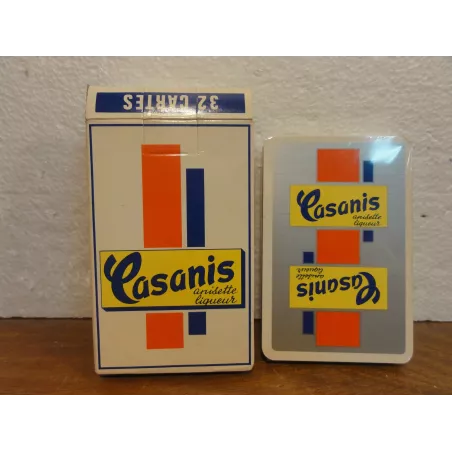 32 CARTES
Casanis
anisette
liqueur
Casanis
anisette
liqueur
Casanis
anisette
liqueur